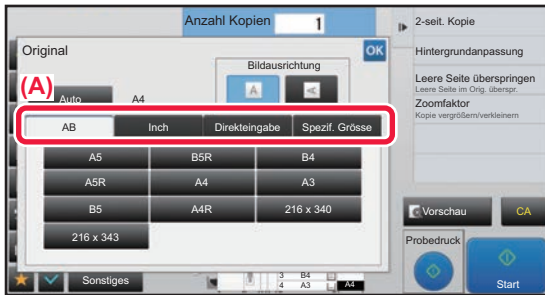 Anzahl Kopien 1
2-seit. Kopie
Original
OK
Hintergrundanpassung
Bildausrichtung
Leere Seite überspringen
Leere Seite im Orig. überspr.
(A)
Auto
A4
A
A
Zoomfaktor
Kopie vergrößern/verkleinern
AB
Inch
Direkteingabe
Spezif. Grösse
A5
B5R
B4
A5R
A4
A3
B5
A4R
216 x 340
216 x 343
Vorschau
CA
Probedruck
Start
Sonstiges
3 B4
4 A3
A4